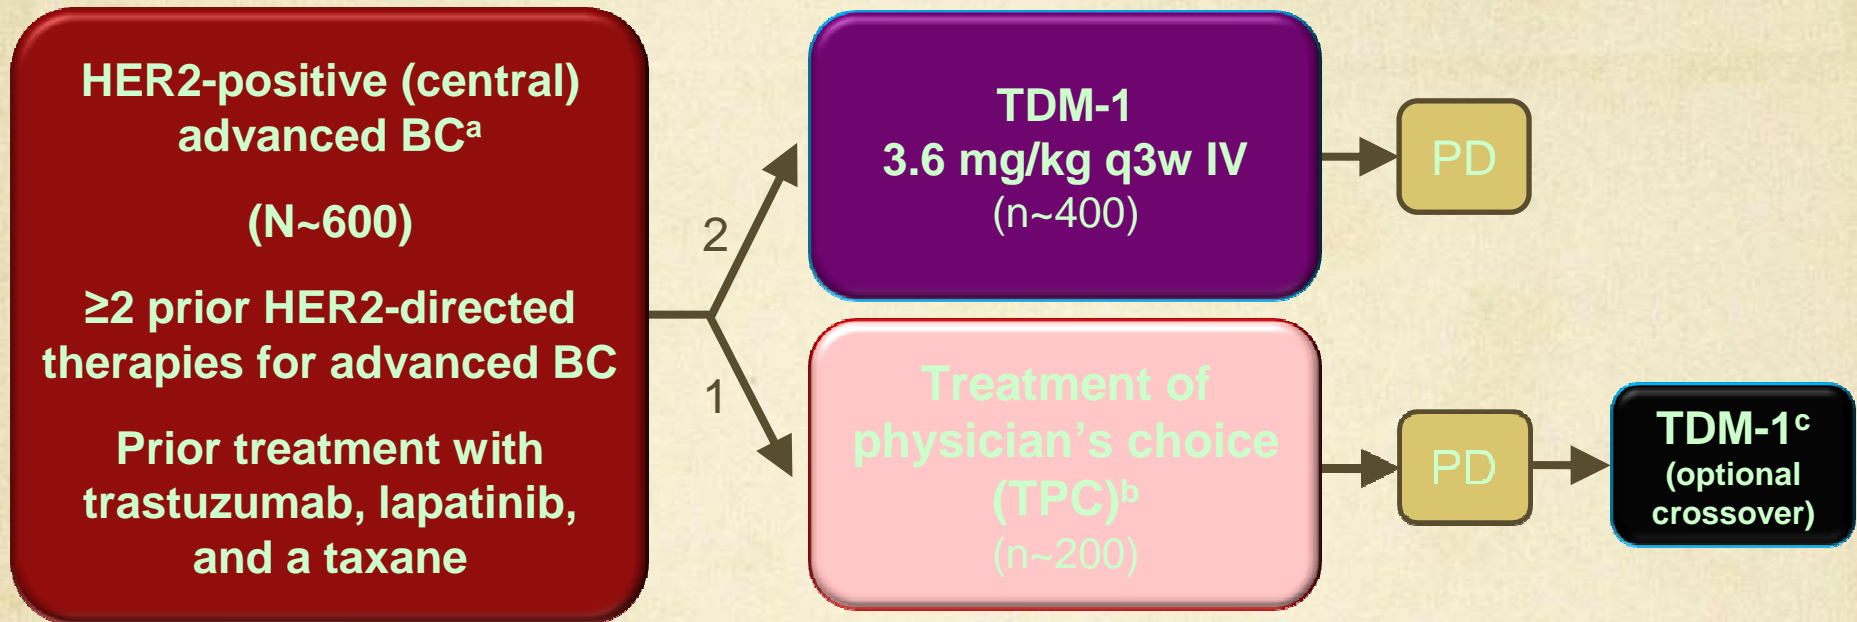 HER2-positive (central)
advanced BCᵃ
(N~600)
≥2 prior HER2-directed
therapies for advanced BC
Prior treatment with
trastuzumab, lapatinib,
and a taxane
2
1
TDM-1
3.6 mg/kg q3w IV
(n~400)
PD
Treatment of
physician’s choice
(TPC)ᵇ
(n~200)
PD
TDM-1ᶜ
(optional
crossover)